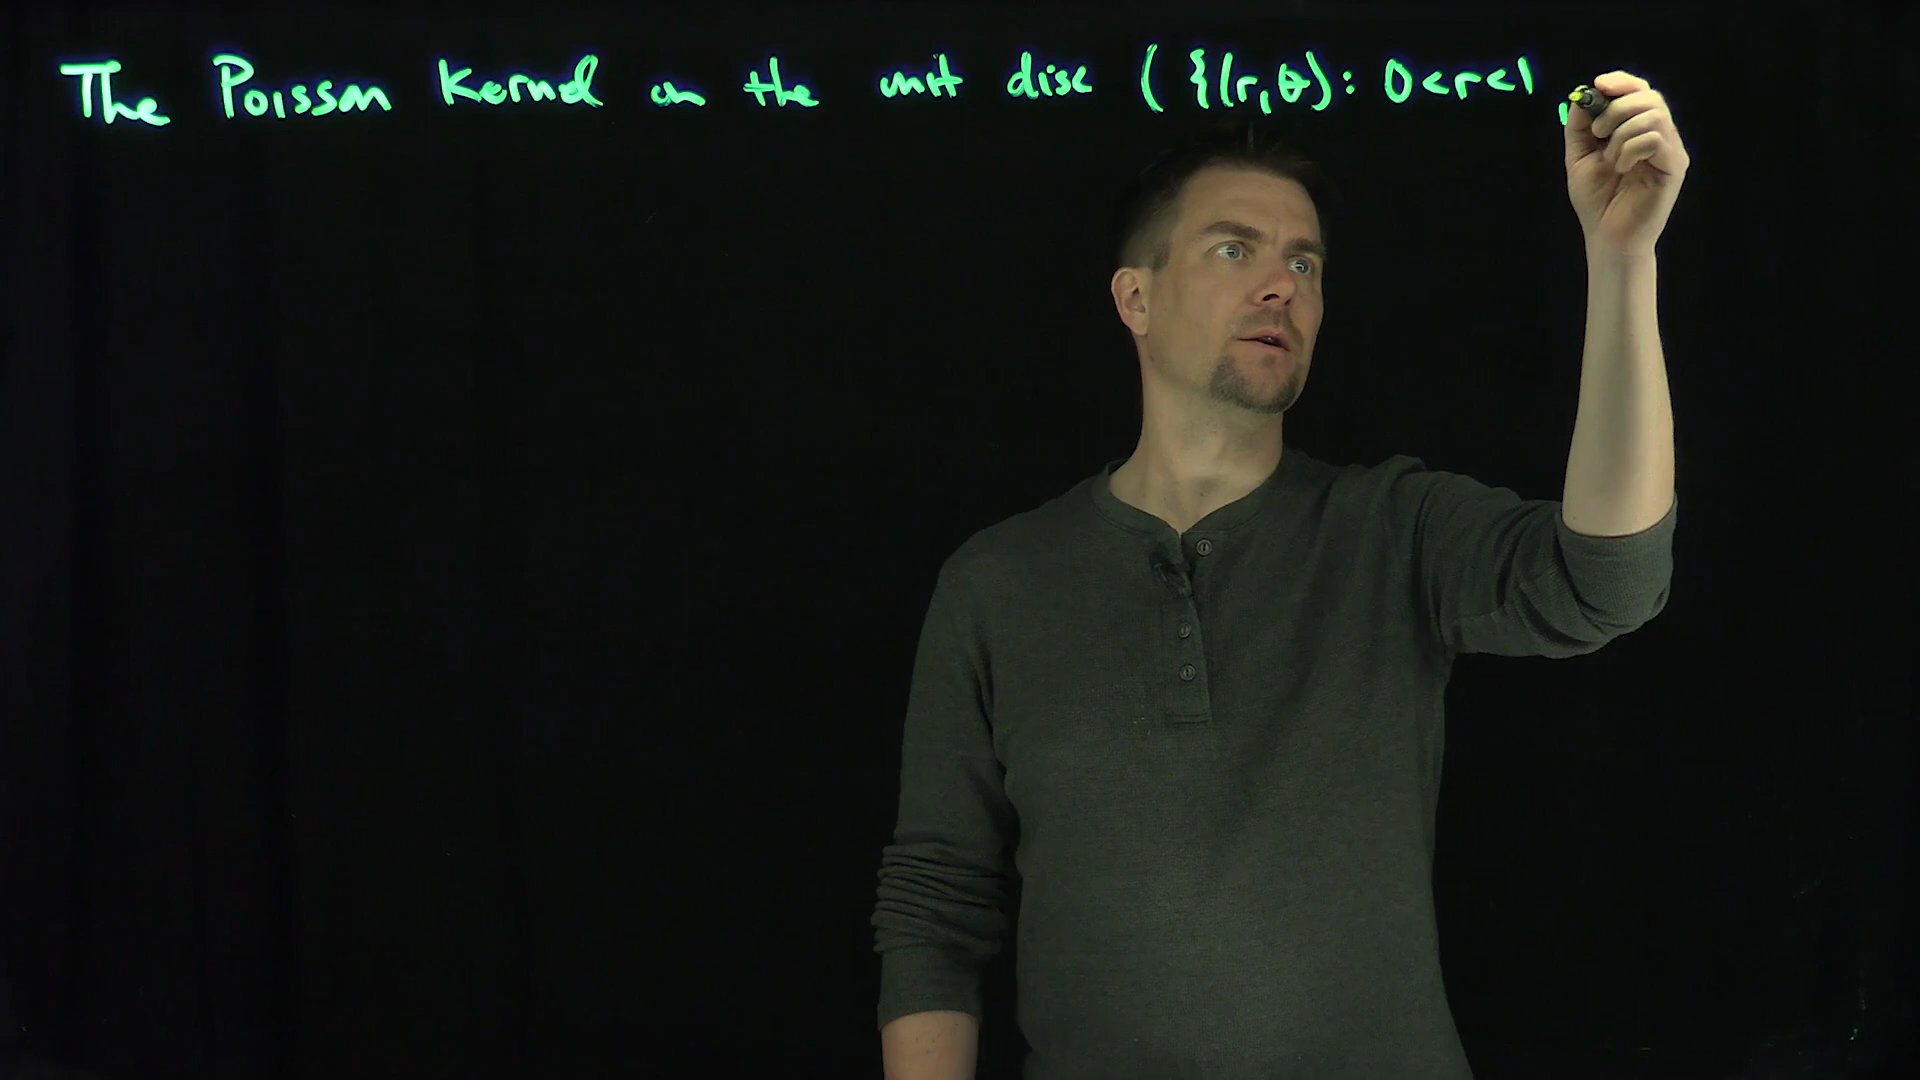 The Poisson Kernel on the unit disc ( {(r,θ): 0<r<1 ,